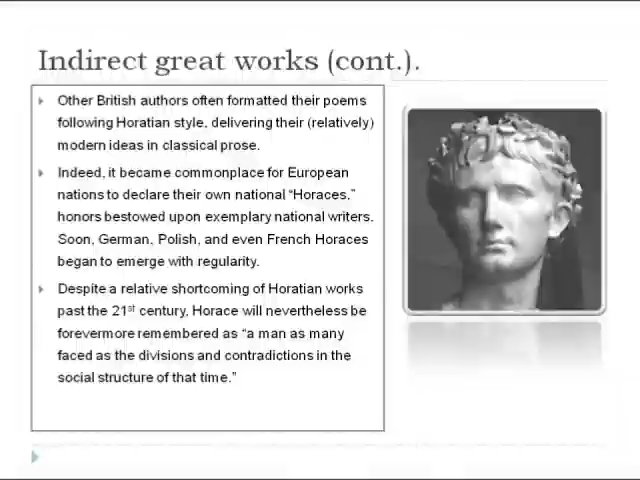 Indirect great works (cont.).
Other British authors often formatted their poems
following Horatian style, delivering their (relatively)
modern ideas in classical prose.
Indeed, it became commonplace for European
nations to declare their own national “Horaces,”
honors bestowed upon exemplary national writers.
Soon, German, Polish, and even French Horaces
began to emerge with regularity.
Despite a relative shortcoming of Horatian works
past the 21st century, Horace will nevertheless be
forevermore remembered as “a man as many
faced as the divisions and contradictions in the
social structure of that time.”